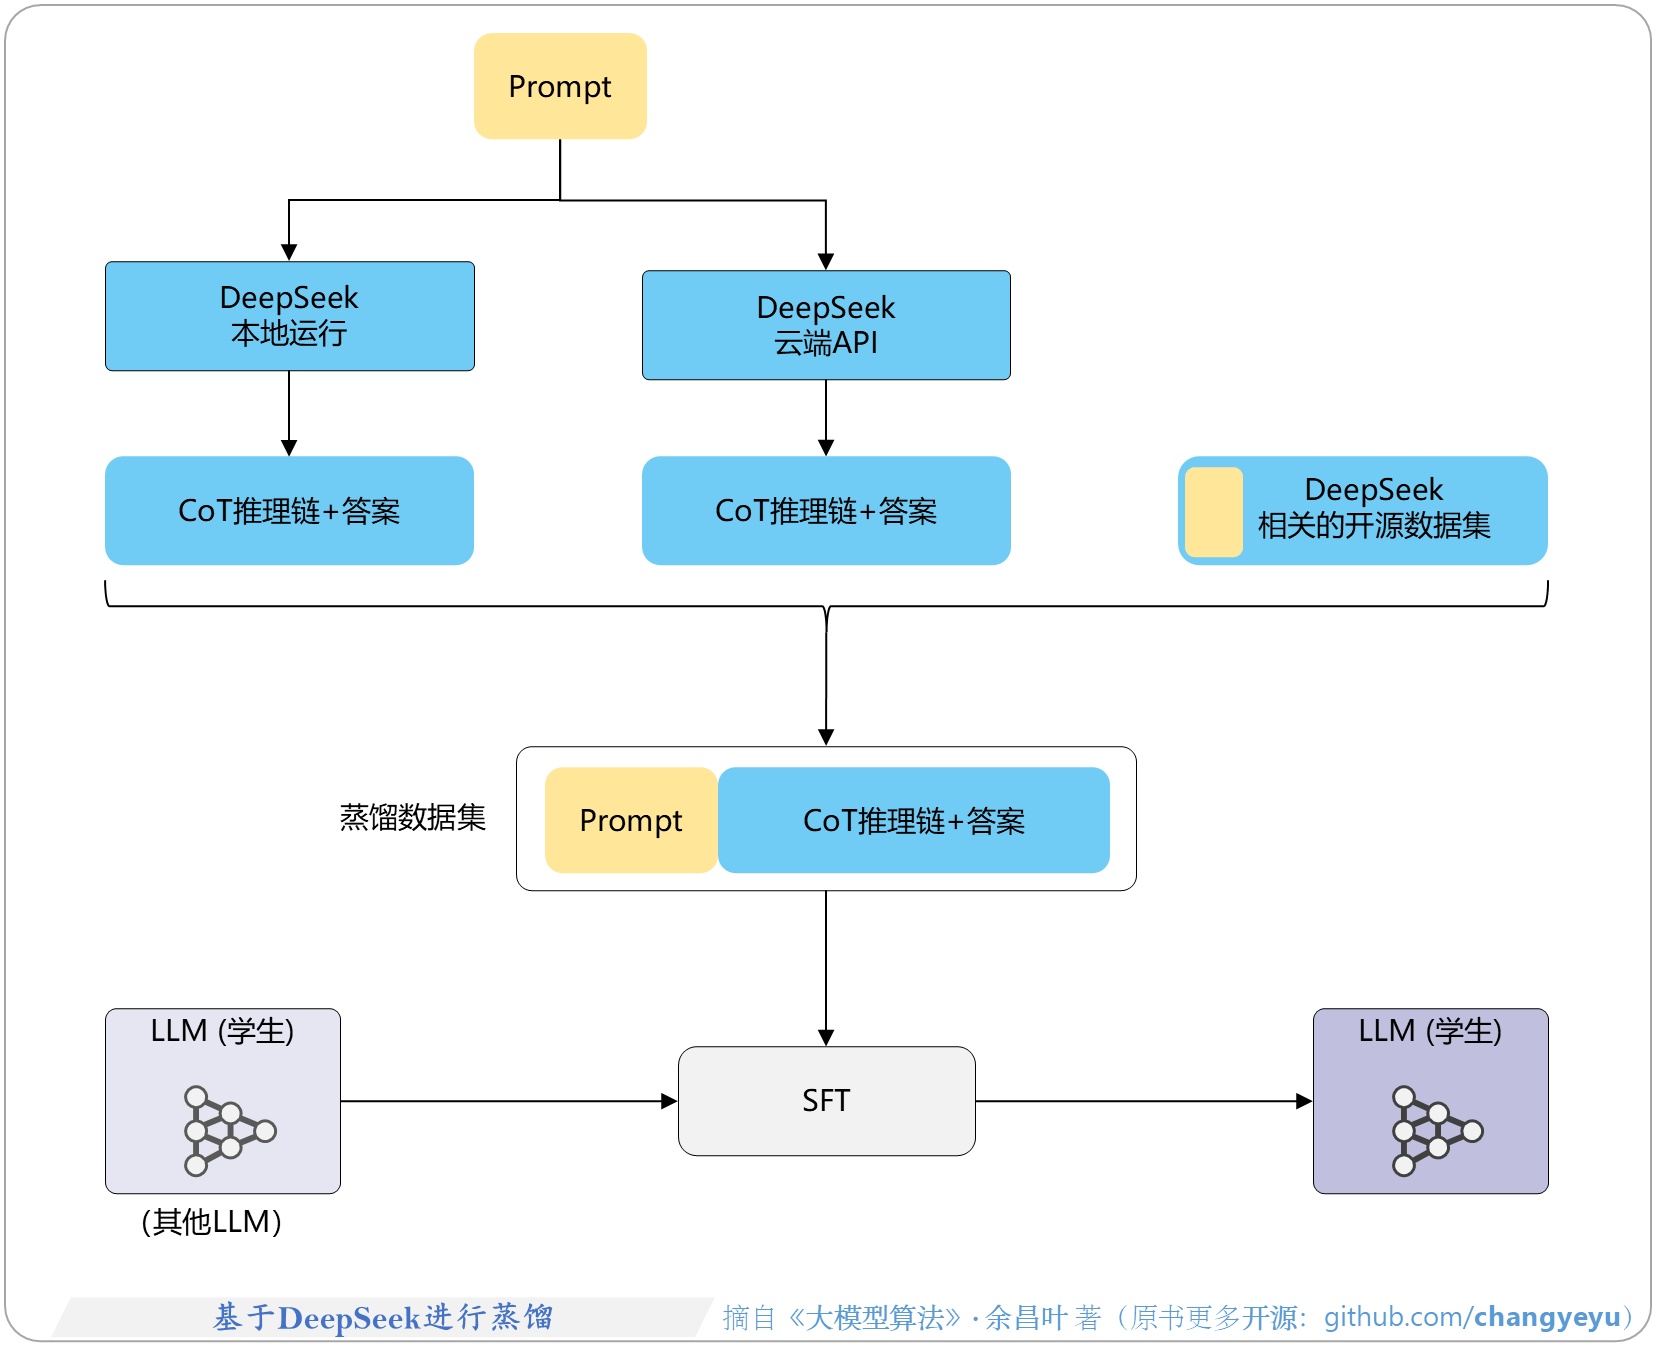 Prompt
DeepSeek
本地运行
DeepSeek
云端API
CoT推理链+答案
CoT推理链+答案
DeepSeek
相关的开源数据集
蒸馏数据集
Prompt
CoT推理链+答案
LLM (学生)
SFT
LLM (学生)
(其他LLM)
基于DeepSeek进行蒸馏
摘自《大模型算法》· 余昌叶 著（原书更多开源：github.com/changyeyu）